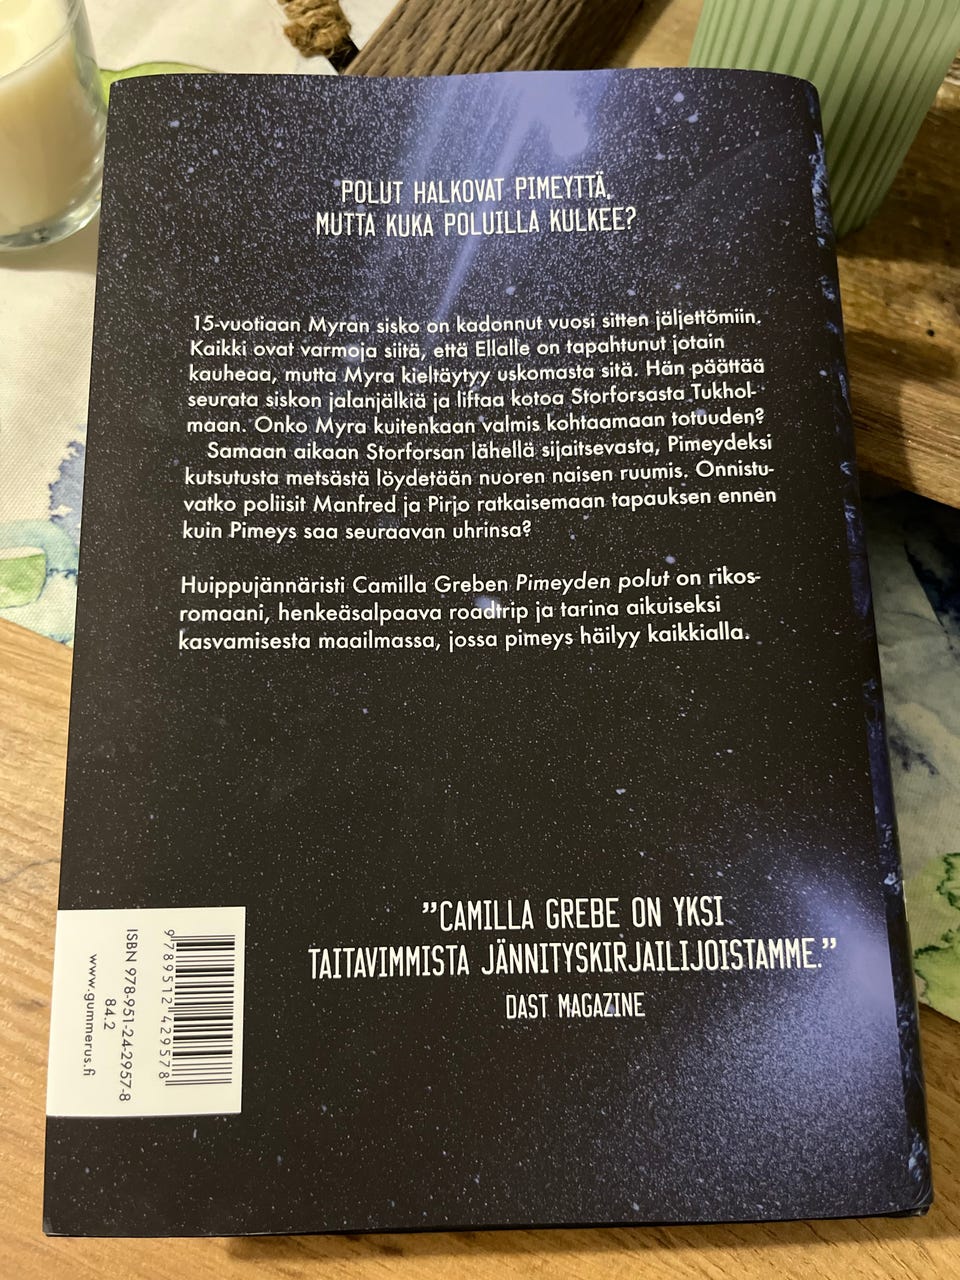 POLUT HALKOVAT PIMEYTTÄ,
MUTTA KUKA POLUILLA KULKEE?
15-vuotiaan Myran sisko on kadonnut vuosi sitten jäljettömiin.
Kaikki ovat varmoja siitä, että Ellalle on tapahtunut jotain
kauheaa, mutta Myra kieltäytyy uskomasta sitä. Hän päättää
seurata siskon jalanjälkiä ja liftaa kotoa Storforsasta Tukhol-
maan. Onko Myra kuitenkaan valmis kohtaamaan totuuden?
Samaan aikaan Storforsan lähellä sijaitsevasta, Pimeydeksi
kutsutusta metsästä löydetään nuoren naisen ruumis. Onnistu-
vatko poliisit Manfred ja Pirjo ratkaisemaan tapauksen ennen
kuin Pimeys saa seuraavan uhrinsa?
Huippujännäristi Camilla Greben Pimeyden polut on rikos-
romaani, henkeäsalpaava roadtrip ja tarina aikuiseksi
kasvamisesta maailmassa, jossa pimeys häilyy kaikkialla.
”CAMILLA GREBE ON YKSI
TAITAVIMMISTA JÄNNITYSKIRJAILIJOISTAMME.”
DAST MAGAZINE
9 789512 429578
ISBN 978-951-24-2957-8
84.2
www.gummerus.fi